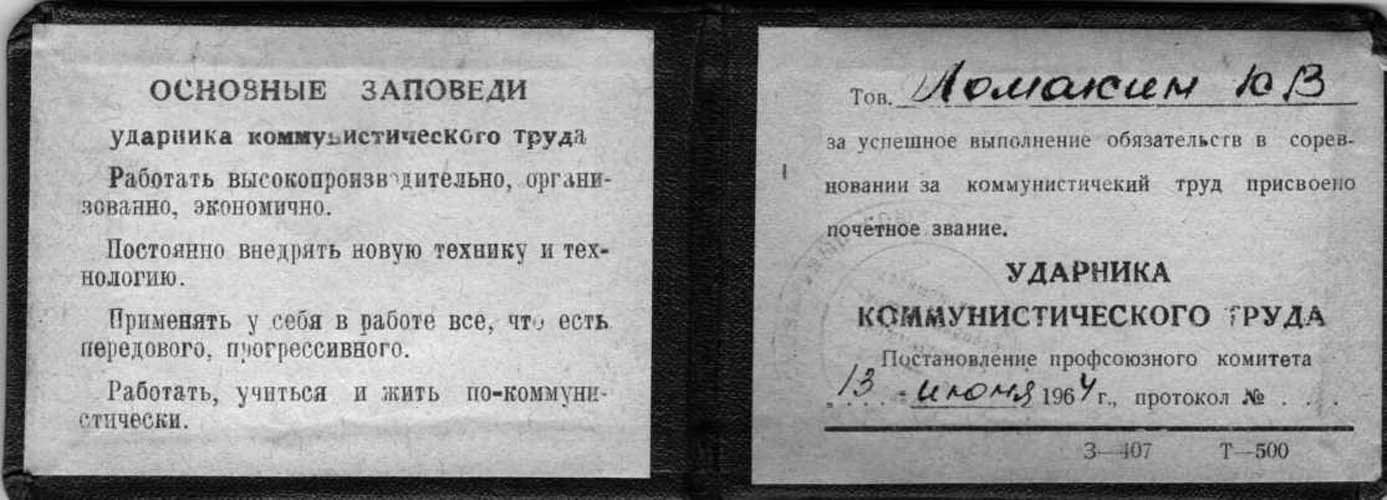 ОСНОВНЫЕ ЗАПОВЕДИ
ударника коммунистического труда
Работать высокопроизводительно, органи-
зованно, экономично.
Постоянно внедрять новую технику и тех-
нологию.
Применять у себя в работе все, что есть
передового, прогрессивного.
Работать, учиться и жить по-коммуни-
стически.
Тов. Ломакин Ю В
за успешное выполнение обязательств в сорев-
новании за коммунистичекий труд присвоено
почётное звание.
УДАРНИКА
КОММУНИСТИЧЕСКОГО ТРУДА
Постановление профсоюзного комитета
„13 " июня 1964 г., протокол № . . .
З—407 Т—500